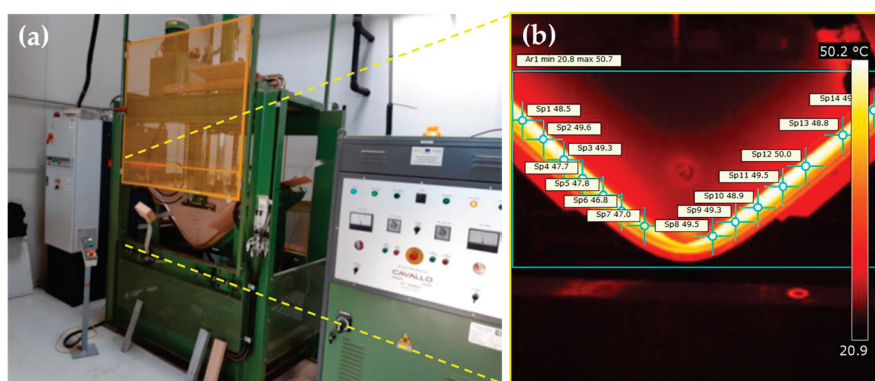 (a)
CAVALLO
(b)
50.2 °C
Ar1 min 20.8 max 50.7
Sp1 48.5
Sp2 49.6
Sp3 49.3
Sp4 47.7
Sp5 47.8
Sp6 46.8
Sp7 47.0
Sp8 49.5
Sp9 49.3
Sp10 48.9
Sp11 49.5
Sp12 50.0
Sp13 48.8
Sp14 49
20.9